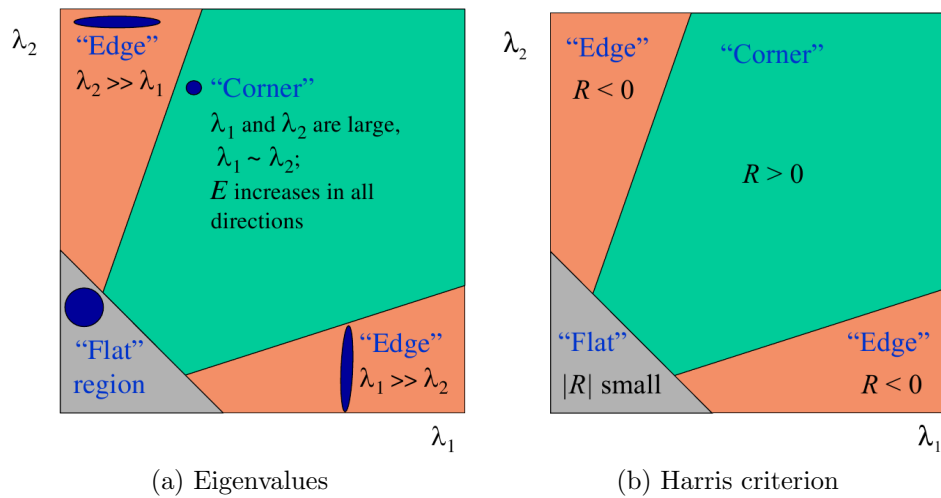 λ2
“Edge”
λ2 >> λ1
“Corner”
λ1 and λ2 are large,
λ1 ~ λ2;
E increases in all
directions
“Flat”
region
“Edge”
λ1 >> λ2
λ1
(a) Eigenvalues
λ2
“Edge”
R < 0
“Corner”
R > 0
“Flat”
|R| small
“Edge”
R < 0
λ1
(b) Harris criterion